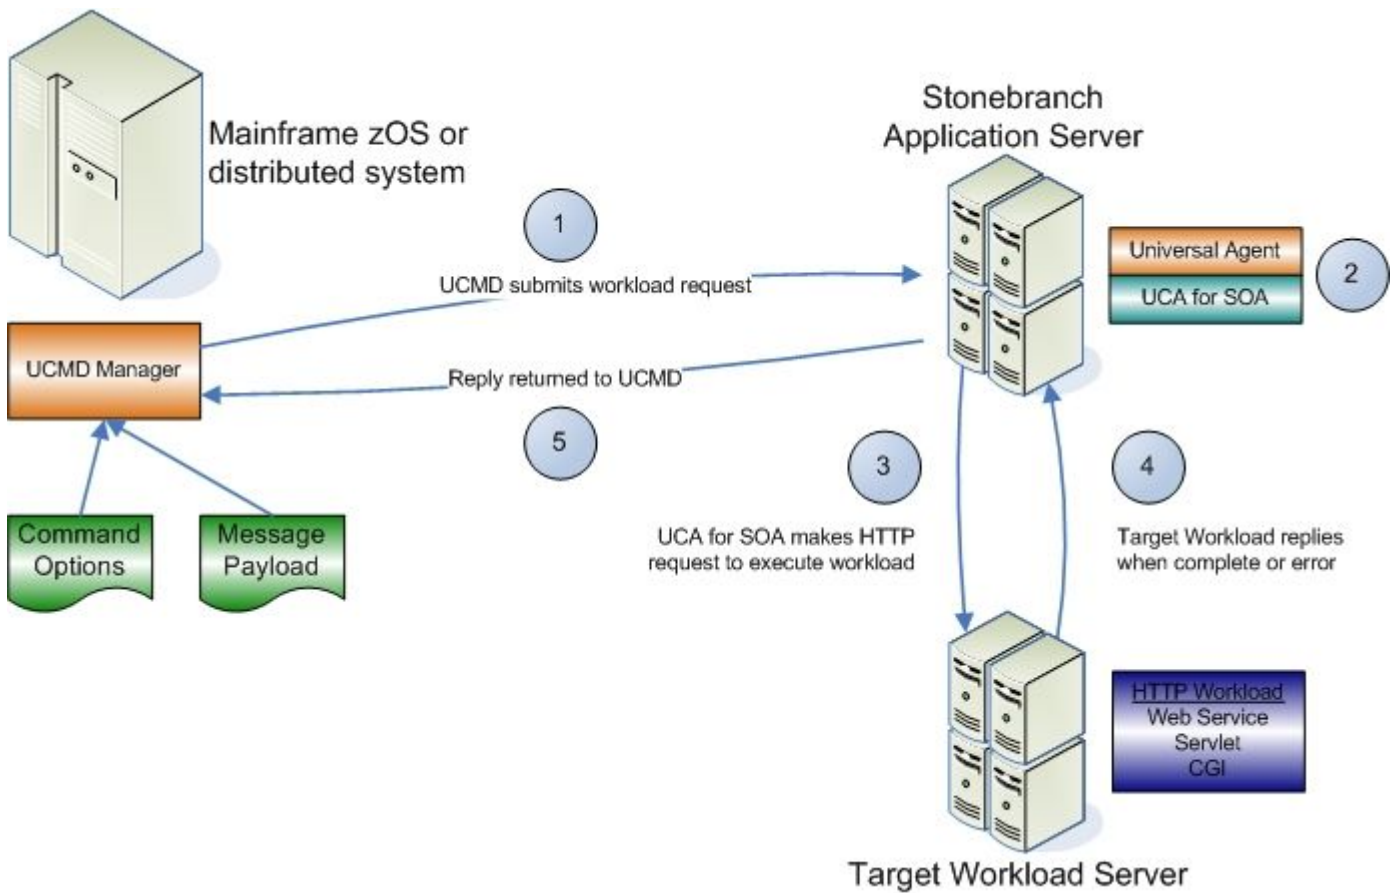 Stonebranch
Application Server
Mainframe zOS or
distributed system
1
UCMD submits workload request
Universal Agent
UCA for SOA
2
UCMD Manager
Reply returned to UCMD
5
3
4
Command
Options
Message
Payload
UCA for SOA makes HTTP
request to execute workload
Target Workload replies
when complete or error
HTTP Workload
Web Service
Servlet
CGI
Target Workload Server